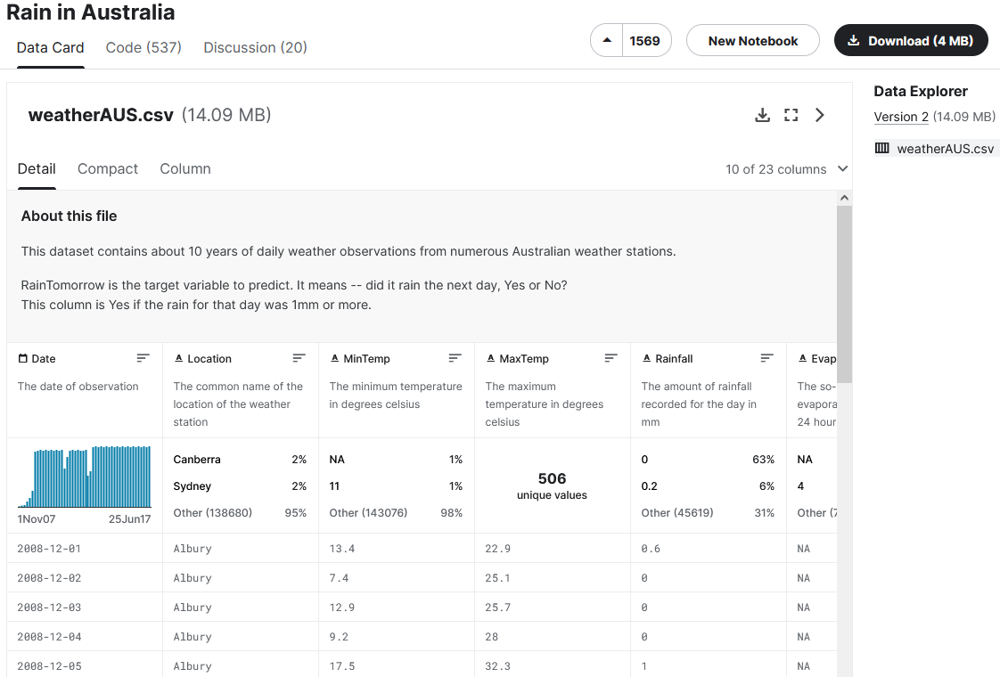 Rain in Australia
Data Card Code (537) Discussion (20)
1569 New Notebook Download (4 MB)
weatherAUS.csv (14.09 MB)
Detail Compact Column
10 of 23 columns
About this file
This dataset contains about 10 years of daily weather observations from numerous Australian weather stations.
RainTomorrow is the target variable to predict. It means -- did it rain the next day, Yes or No?
This column is Yes if the rain for that day was 1mm or more.
Date
The date of observation
1Nov07 25Jun17
A Location
The common name of the
location of the weather
station
Canberra 2%
Sydney 2%
Other (138680) 95%
A MinTemp
The minimum temperature
in degrees celsius
NA 1%
11 1%
Other (143076) 98%
A MaxTemp
The maximum
temperature in degrees
celsius
506
unique values
A Rainfall
The amount of rainfall
recorded for the day in
mm
0 63%
0.2 6%
Other (45619) 31%
A Evap
The so-
evapora
24 hour
NA
4
Other (7
2008-12-01 Albury 13.4 22.9 0.6 NA
2008-12-02 Albury 7.4 25.1 0 NA
2008-12-03 Albury 12.9 25.7 0 NA
2008-12-04 Albury 9.2 28 0 NA
2008-12-05 Albury 17.5 32.3 1 NA
Data Explorer
Version 2 (14.09 MB)
weatherAUS.csv